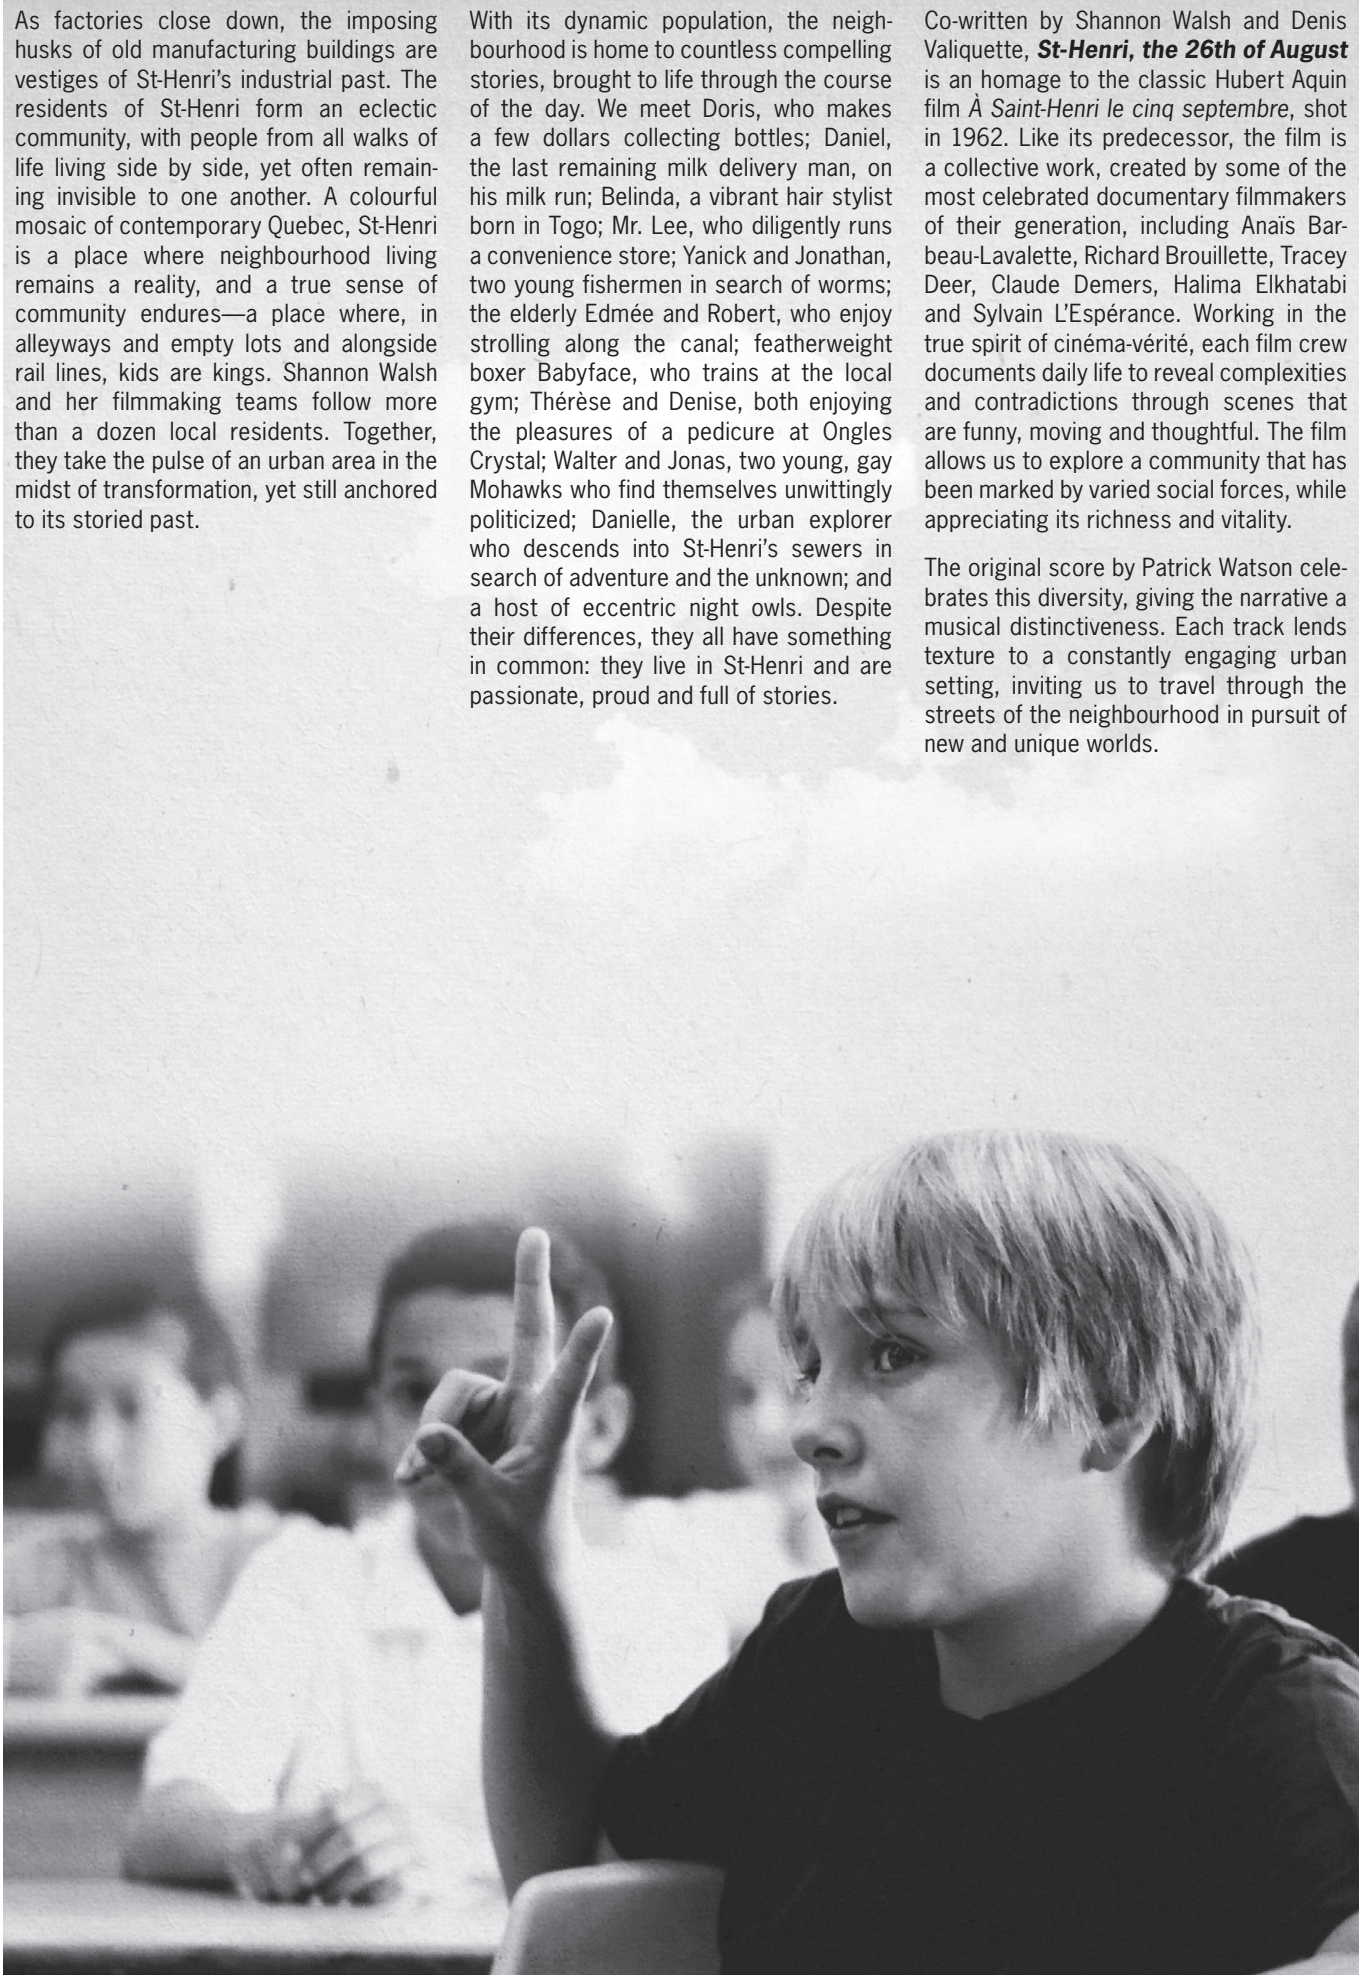 As factories close down, the imposing
husks of old manufacturing buildings are
vestiges of St-Henri's industrial past. The
residents of St-Henri form an eclectic
community, with people from all walks of
life living side by side, yet often remain-
ing invisible to one another. A colourful
mosaic of contemporary Quebec, St-Henri
is a place where neighbourhood living
remains a reality, and a true sense of
community endures—a place where, in
alleyways and empty lots and alongside
rail lines, kids are kings. Shannon Walsh
and her filmmaking teams follow more
than a dozen local residents. Together,
they take the pulse of an urban area in the
midst of transformation, yet still anchored
to its storied past.
With its dynamic population, the neigh-
bourhood is home to countless compelling
stories, brought to life through the course
of the day. We meet Doris, who makes
a few dollars collecting bottles; Daniel,
the last remaining milk delivery man, on
his milk run; Belinda, a vibrant hair stylist
born in Togo; Mr. Lee, who diligently runs
a convenience store; Yanick and Jonathan,
two young fishermen in search of worms;
the elderly Edmée and Robert, who enjoy
strolling along the canal; featherweight
boxer Babyface, who trains at the local
gym; Thérèse and Denise, both enjoying
the pleasures of a pedicure at Ongles
Crystal; Walter and Jonas, two young, gay
Mohawks who find themselves unwittingly
politicized; Danielle, the urban explorer
who descends into St-Henri's sewers in
search of adventure and the unknown; and
a host of eccentric night owls. Despite
their differences, they all have something
in common: they live in St-Henri and are
passionate, proud and full of stories.
Co-written by Shannon Walsh and Denis
Valiquette, St-Henri, the 26th of August
is an homage to the classic Hubert Aquin
film À Saint-Henri le cinq septembre, shot
in 1962. Like its predecessor, the film is
a collective work, created by some of the
most celebrated documentary filmmakers
of their generation, including Anaïs Bar-
beau-Lavalette, Richard Brouillette, Tracey
Deer, Claude Demers, Halima Elkhatabi
and Sylvain L'Espérance. Working in the
true spirit of cinéma-vérité, each film crew
documents daily life to reveal complexities
and contradictions through scenes that
are funny, moving and thoughtful. The film
allows us to explore a community that has
been marked by varied social forces, while
appreciating its richness and vitality.
The original score by Patrick Watson cele-
brates this diversity, giving the narrative a
musical distinctiveness. Each track lends
texture to a constantly engaging urban
setting, inviting us to travel through the
streets of the neighbourhood in pursuit of
new and unique worlds.